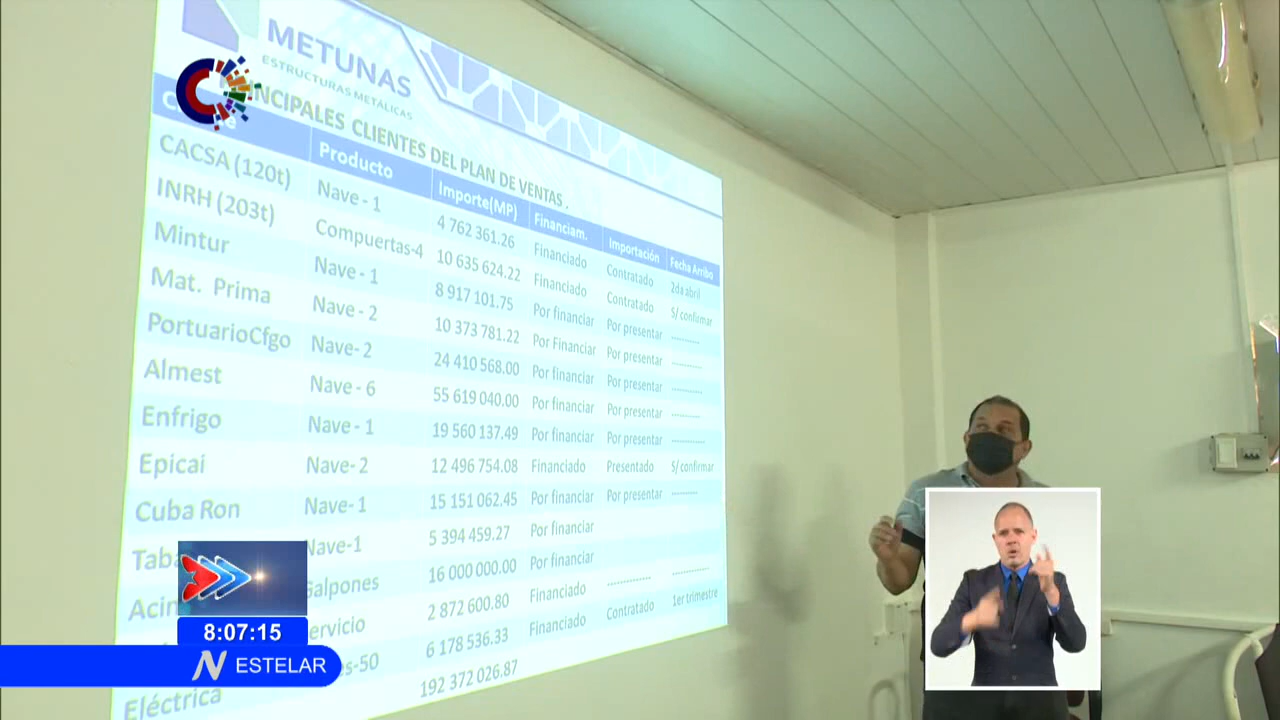 METUNAS
ESTRUCTURAS METÁLICAS
NCIPALES CLIENTES DEL PLAN DE VENTAS .
Producto Importe(MP) Financiam. Importación Fecha Arribo
CACSA (120t) Nave - 1 4 762 361.26 Financiado Contratado 2da abril
INRH (203t) Compuertas-4 10 635 624.22 Financiado Contratado S/ confirmar
Mintur Nave - 1 8 917 101.75 Por financiar Por presentar ------------
Mat. Prima Nave - 2 10 373 781.22 Por Financiar Por presentar ------------
PortuarioCfgo Nave- 2 24 410 568.00 Por financiar Por presentar ------------
Almest Nave - 6 55 619 040.00 Por financiar Por presentar ------------
Enfrigo Nave - 1 19 560 137.49 Por financiar Por presentar ------------
Epicai Nave- 2 12 496 754.08 Financiado Presentado S/ confirmar
Cuba Ron Nave- 1 15 151 062.45 Por financiar Por presentar ------------
Taba Nave-1 5 394 459.27 Por financiar
Acin Galpones 16 000 000.00 Por financiar
ervicio 2 872 600.80 Financiado -------------- ------------
Eléctrica s-50 6 178 536.33 Financiado Contratado 1er trimestre
192 372 026.87
8:07:15
N ESTELAR